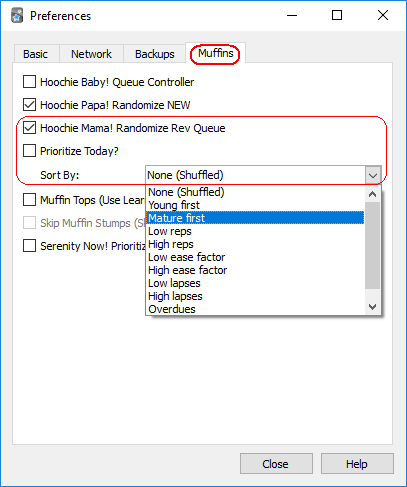 Preferences
Basic Network Backups Muffins
Hoochie Baby! Queue Controller
Hoochie Papa! Randomize NEW
Hoochie Mama! Randomize Rev Queue
Prioritize Today?
Sort By: None (Shuffled)
None (Shuffled)
Young first
Mature first
Low reps
High reps
Low ease factor
High ease factor
Low lapses
High lapses
Overdues
Muffin Tops (Use Lear
Skip Muffin Stumps (S
Serenity Now! Prioritiz
Close Help